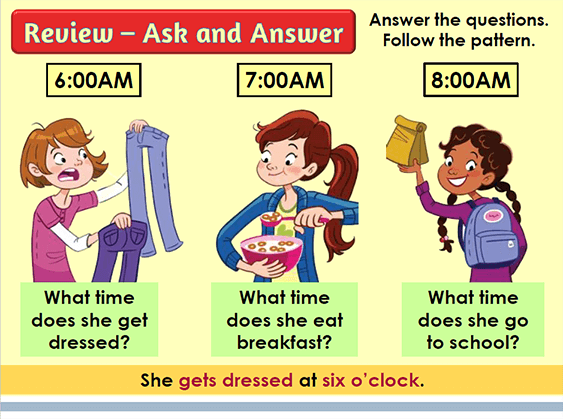 Review – Ask and Answer
Answer the questions.
Follow the pattern.
6:00AM
7:00AM
8:00AM
What time
does she get
dressed?
What time
does she eat
breakfast?
What time
does she go
to school?
She gets dressed at six o’clock.